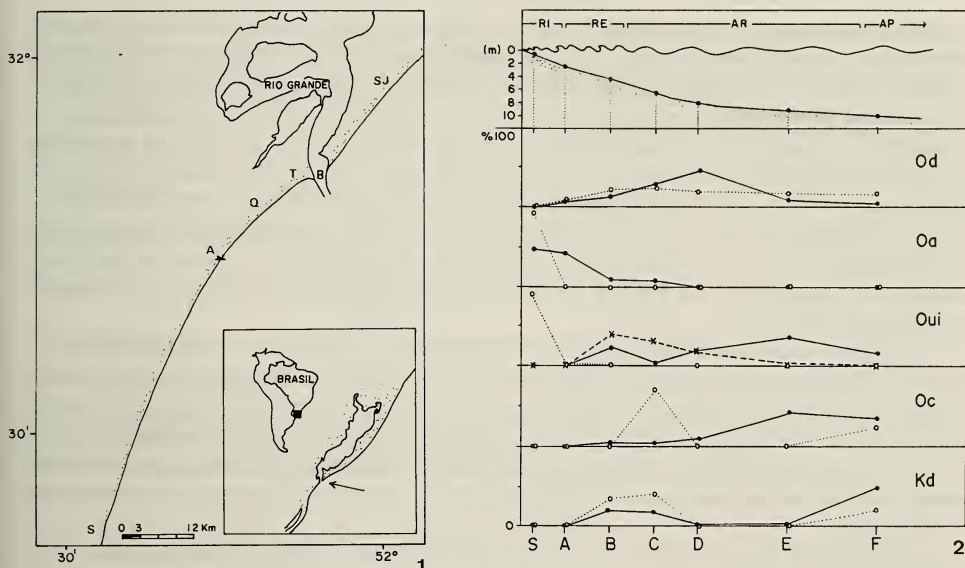 32°
SJ
RIO GRANDE
T
B
Q
A
BRASIL
30'
S
0 3 12 Km
30'
52°
1
RI
RE
AR
AP
(m) 0
2
4
6
8
10
% 100
Od
Oa
Oui
Oc
Kd
0
S A B C D E F
2